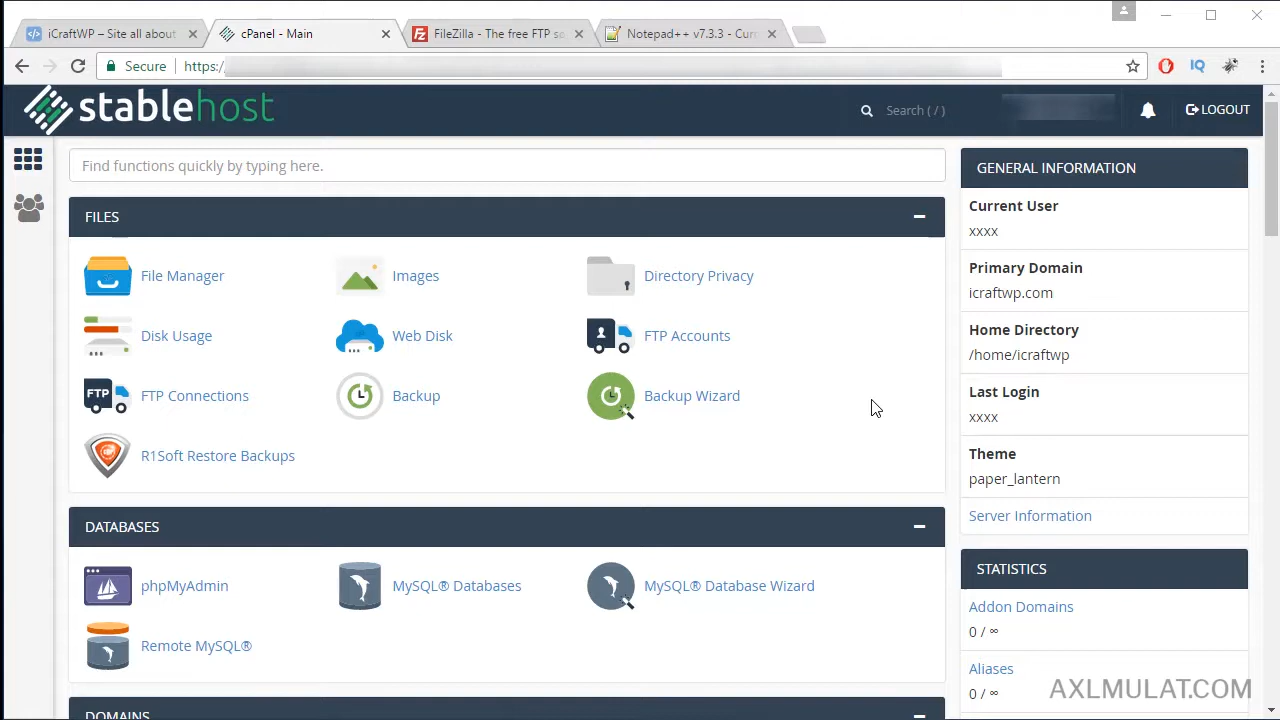 iCraftWP – Site all about
cPanel - Main
FileZilla - The free FTP so
Notepad++ v7.3.3 - Curr
Secure
https:/
IQ
stablehost
Search ( / )
LOGOUT
Find functions quickly by typing here.
FILES
File Manager
Images
Directory Privacy
Disk Usage
Web Disk
FTP Accounts
FTP
FTP Connections
Backup
Backup Wizard
R1Soft Restore Backups
DATABASES
phpMyAdmin
MySQL® Databases
MySQL® Database Wizard
Remote MySQL®
DOMAINS
GENERAL INFORMATION
Current User
xxxx
Primary Domain
icraftwp.com
Home Directory
/home/icraftwp
Last Login
xxxx
Theme
paper_lantern
Server Information
STATISTICS
Addon Domains
0 / ∞
Aliases
0 / ∞
AXLMULAT.COM